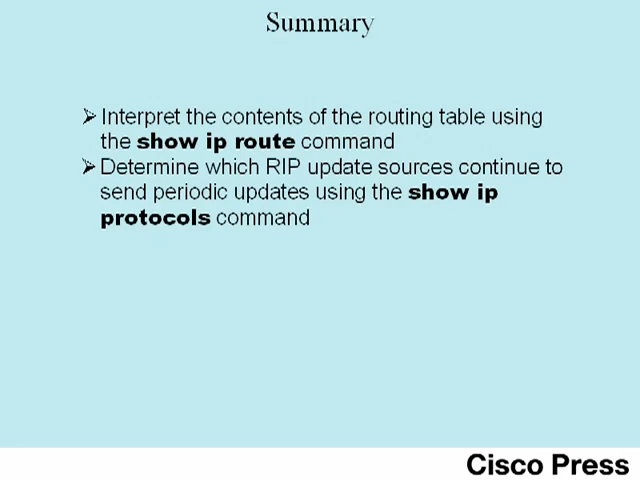 Summary
Interpret the contents of the routing table using
the show ip route command
Determine which RIP update sources continue to
send periodic updates using the show ip
protocols command
Cisco Press